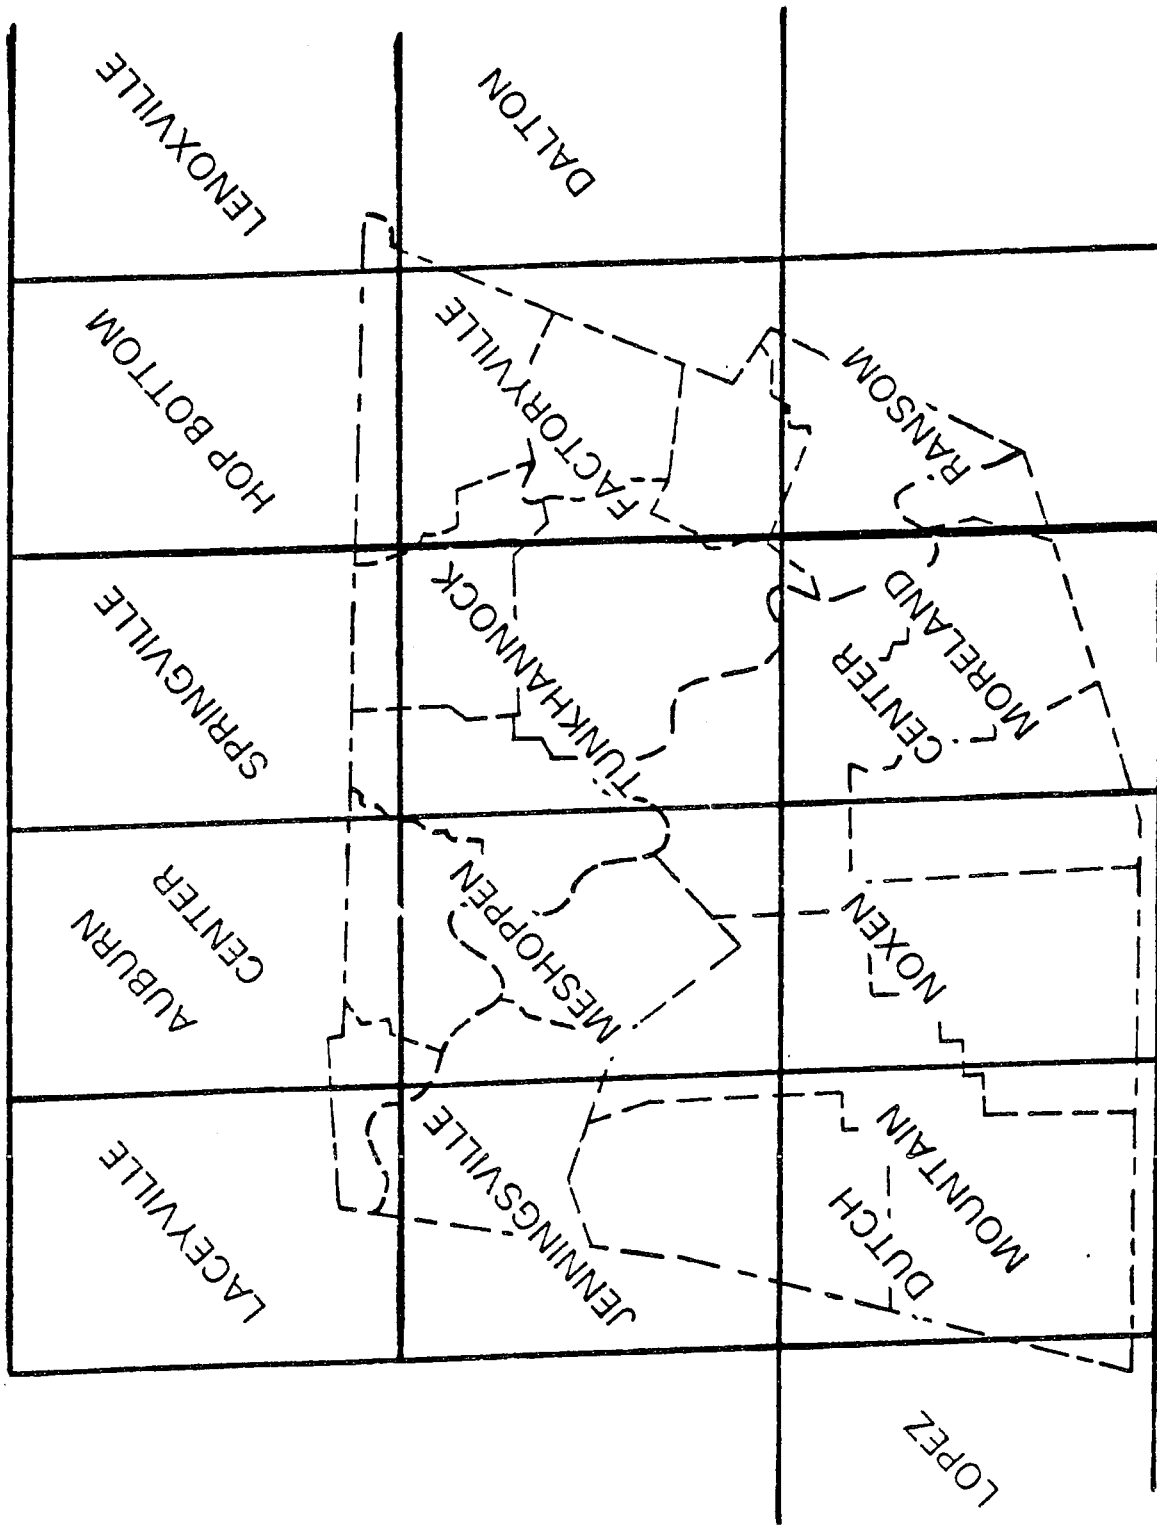 LACEYVILLE
AUBURN
CENTER
SPRINGVILLE
HOP BOTTOM
LENOXVILLE
JENNINGSVILLE
MESHOPPEN
TUNKHANNOCK
FACTORYVILLE
DALTON
LOPEZ
DUTCH
MOUNTAIN
NOXEN
CENTER
MORELAND
RANSOM